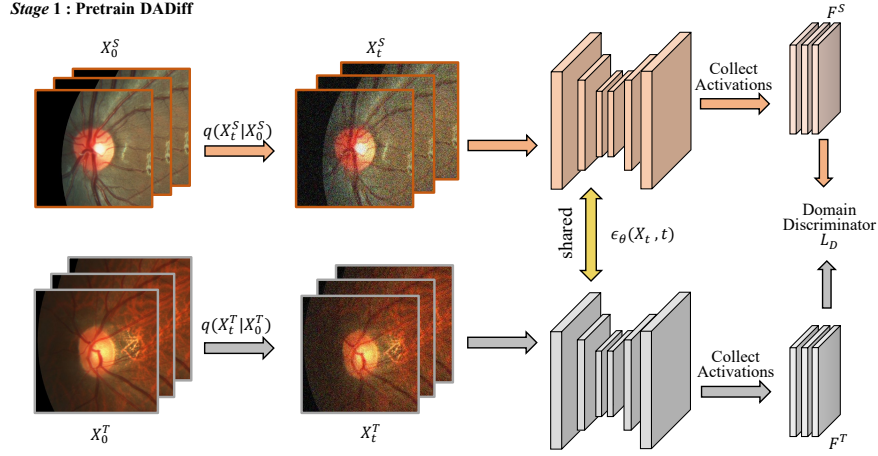 Stage 1 : Pretrain DADiff
X_0^S
X_t^S
F^S
q(X_t^S|X_0^S)
Collect
Activations
shared
ϵ_θ(X_t, t)
Domain
Discriminator
L_D
q(X_t^T|X_0^T)
Collect
Activations
X_0^T
X_t^T
F^T